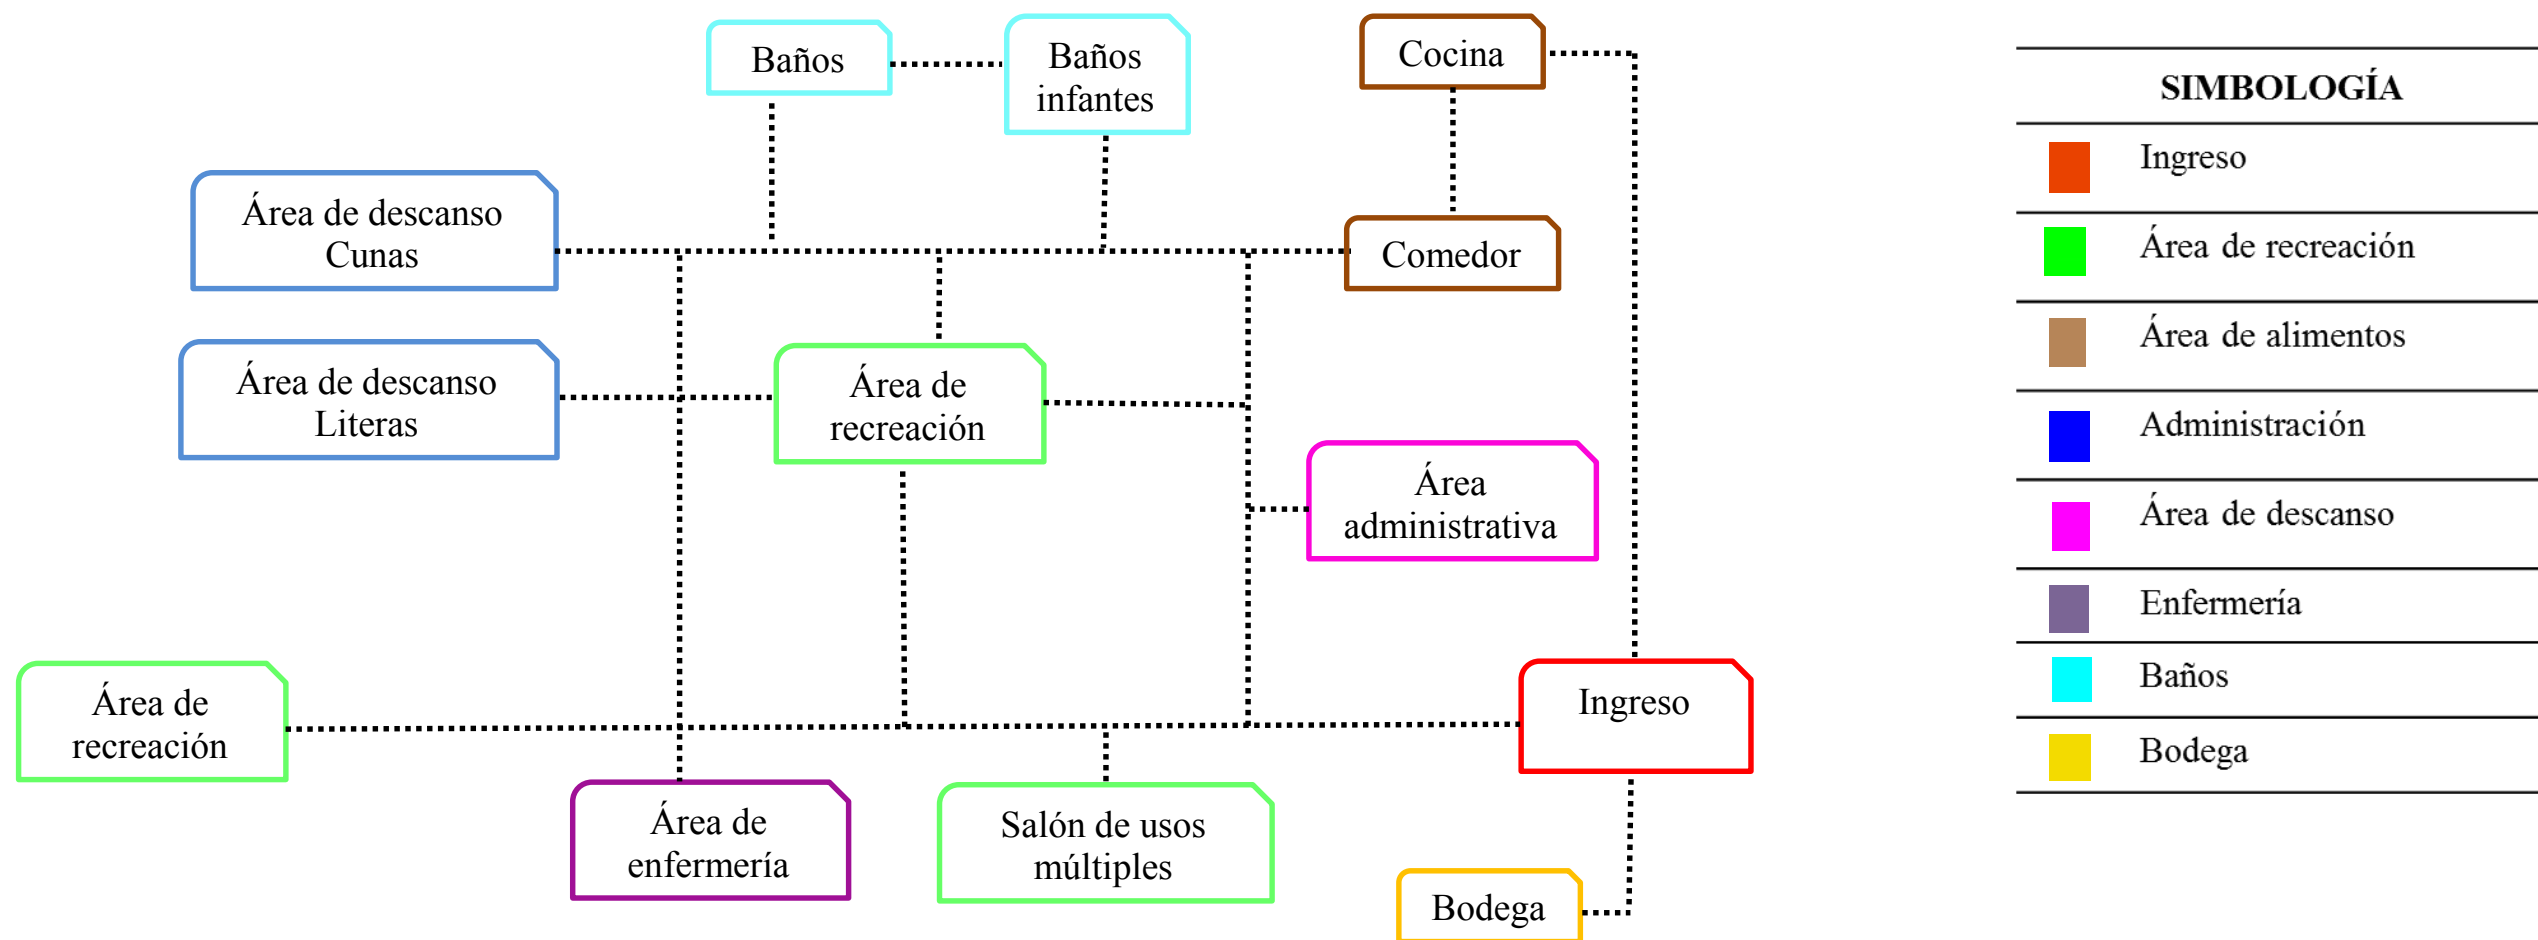 Baños
Baños
infantes
Cocina
Área de descanso
Cunas
Comedor
Área de descanso
Literas
Área de
recreación
Área
administrativa
Área de
recreación
Ingreso
Área de
enfermería
Salón de usos
múltiples
Bodega
SIMBOLOGÍA
Ingreso
Área de recreación
Área de alimentos
Administración
Área de descanso
Enfermería
Baños
Bodega